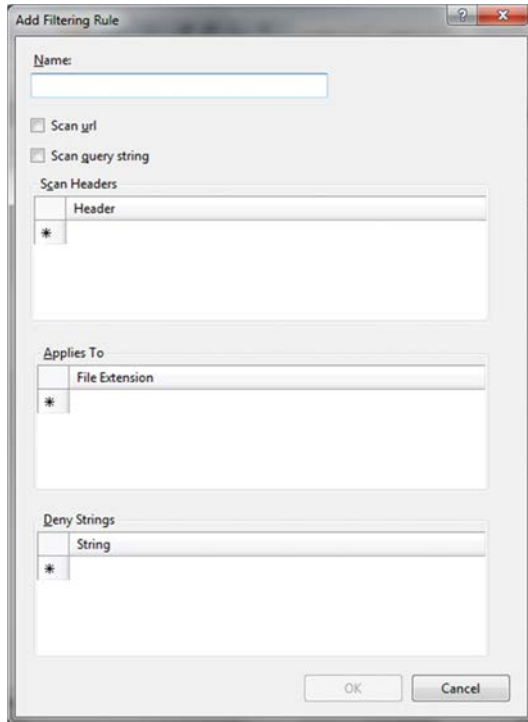 Add Filtering Rule
Name:
Scan url
Scan query string
Scan Headers
Header
*
Applies To
File Extension
*
Deny Strings
String
*
OK
Cancel